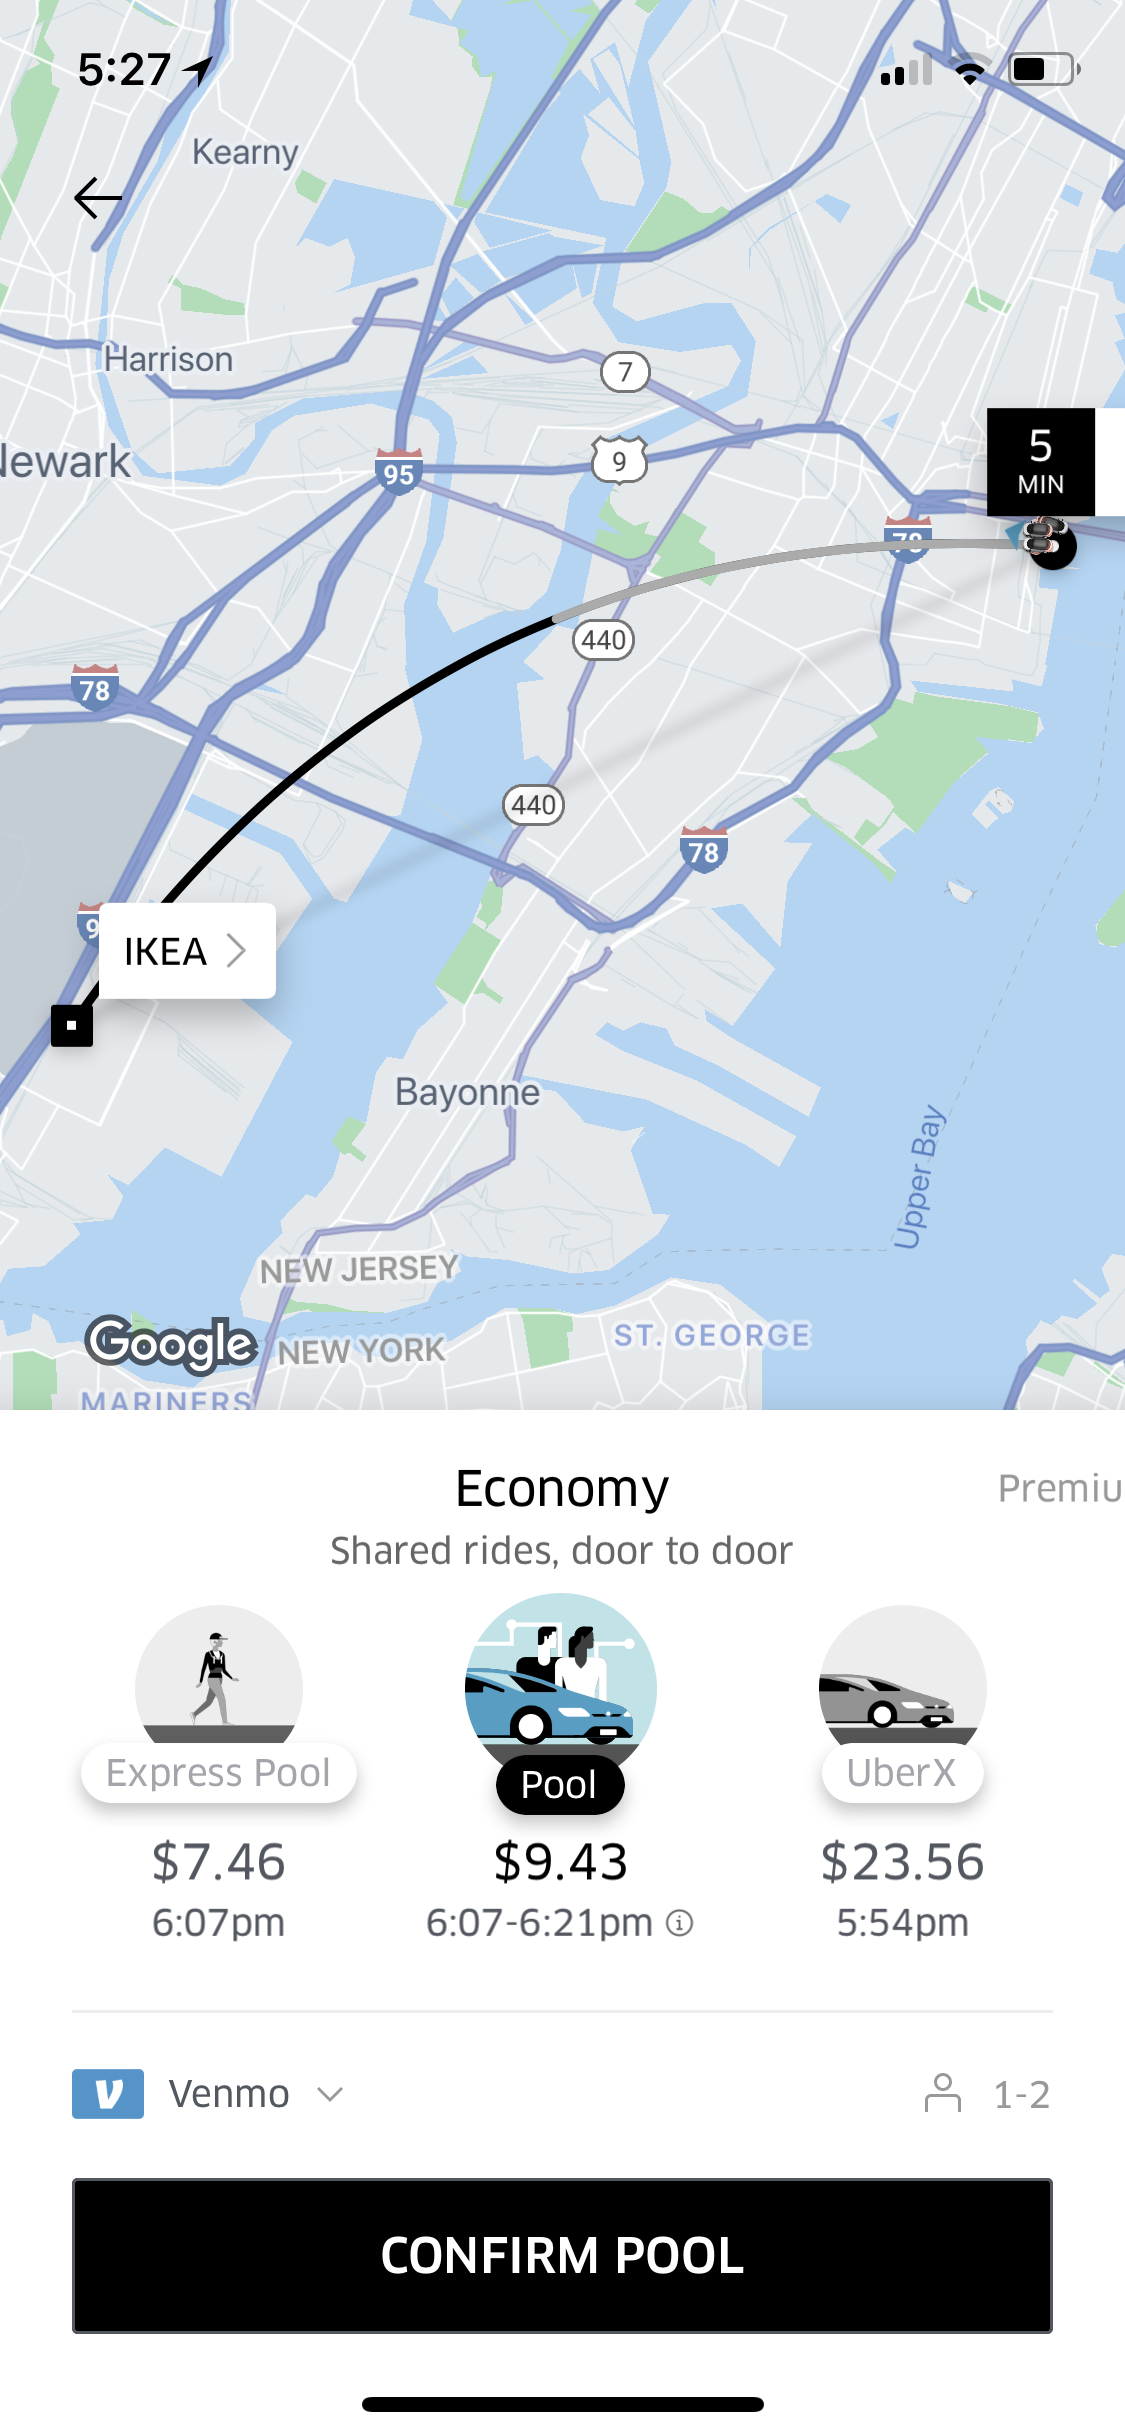 5:27
Kearny
Harrison
7
Newark
9
95
5
MIN
78
440
78
440
78
9
IKEA
Bayonne
Upper Bay
NEW JERSEY
Google
NEW YORK
ST. GEORGE
MARINERS
Economy
Premiu
Shared rides, door to door
Express Pool
Pool
UberX
$7.46
$9.43
$23.56
6:07pm
6:07-6:21pm
5:54pm
Venmo
1-2
CONFIRM POOL